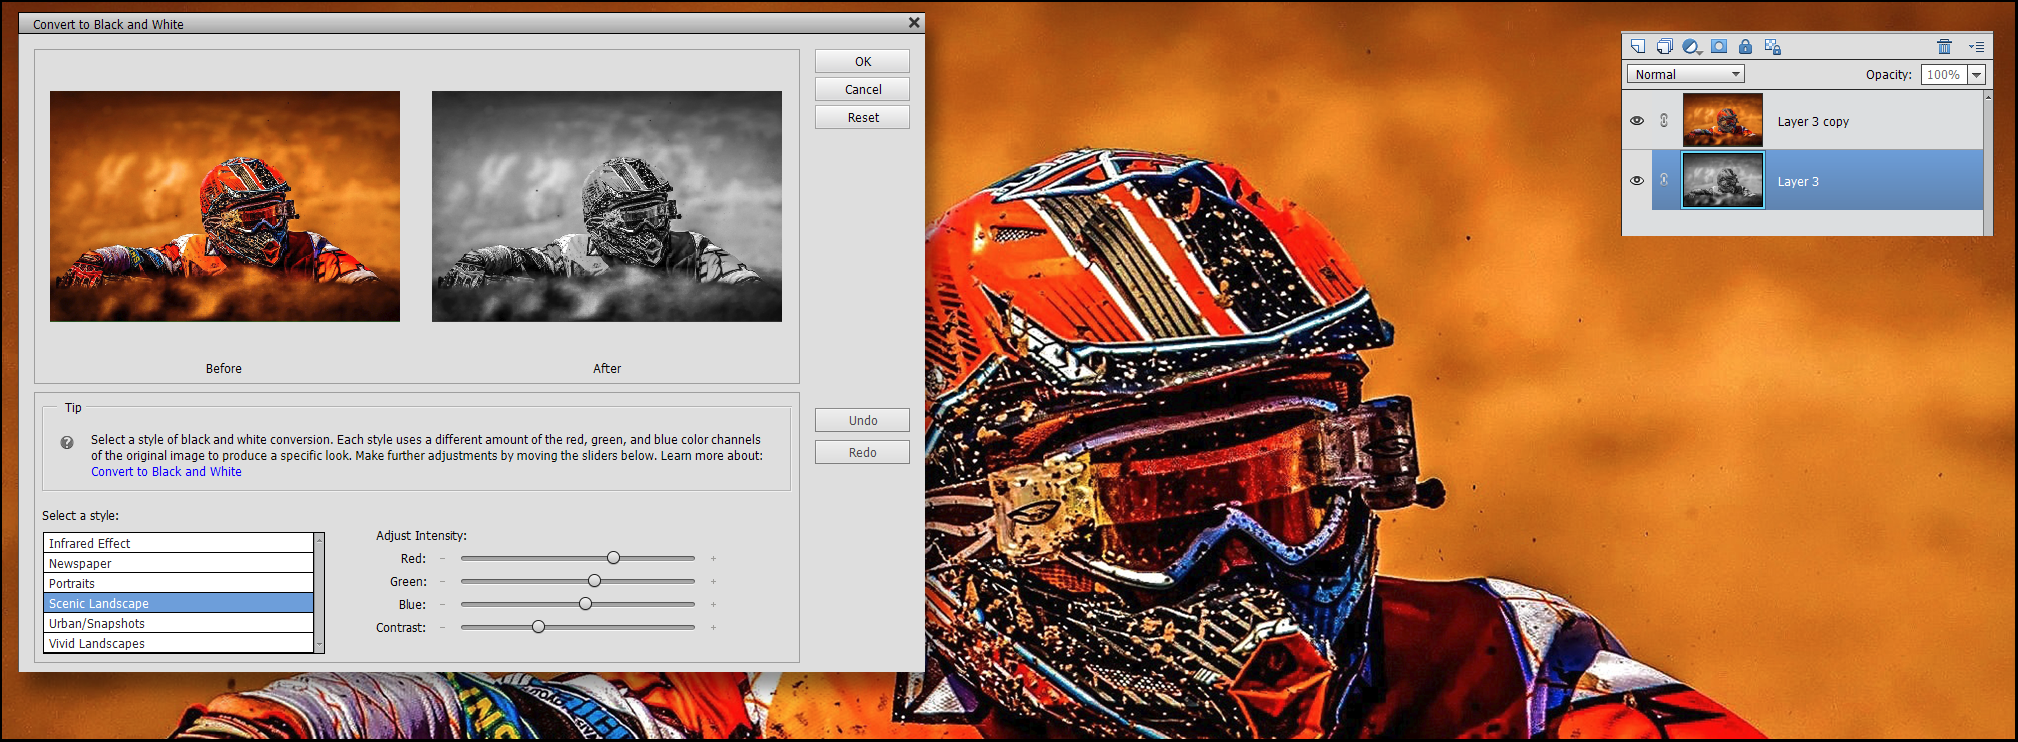 Convert to Black and White
OK
Cancel
Reset
Before
After
Tip
Select a style of black and white conversion. Each style uses a different amount of the red, green, and blue color channels
of the original image to produce a specific look. Make further adjustments by moving the sliders below. Learn more about:
Convert to Black and White
Undo
Redo
Select a style:
Infrared Effect
Newspaper
Portraits
Scenic Landscape
Urban/Snapshots
Vivid Landscapes
Adjust Intensity:
Red: - +
Green: - +
Blue: - +
Contrast: - +
Normal
Opacity: 100%
Layer 3 copy
Layer 3